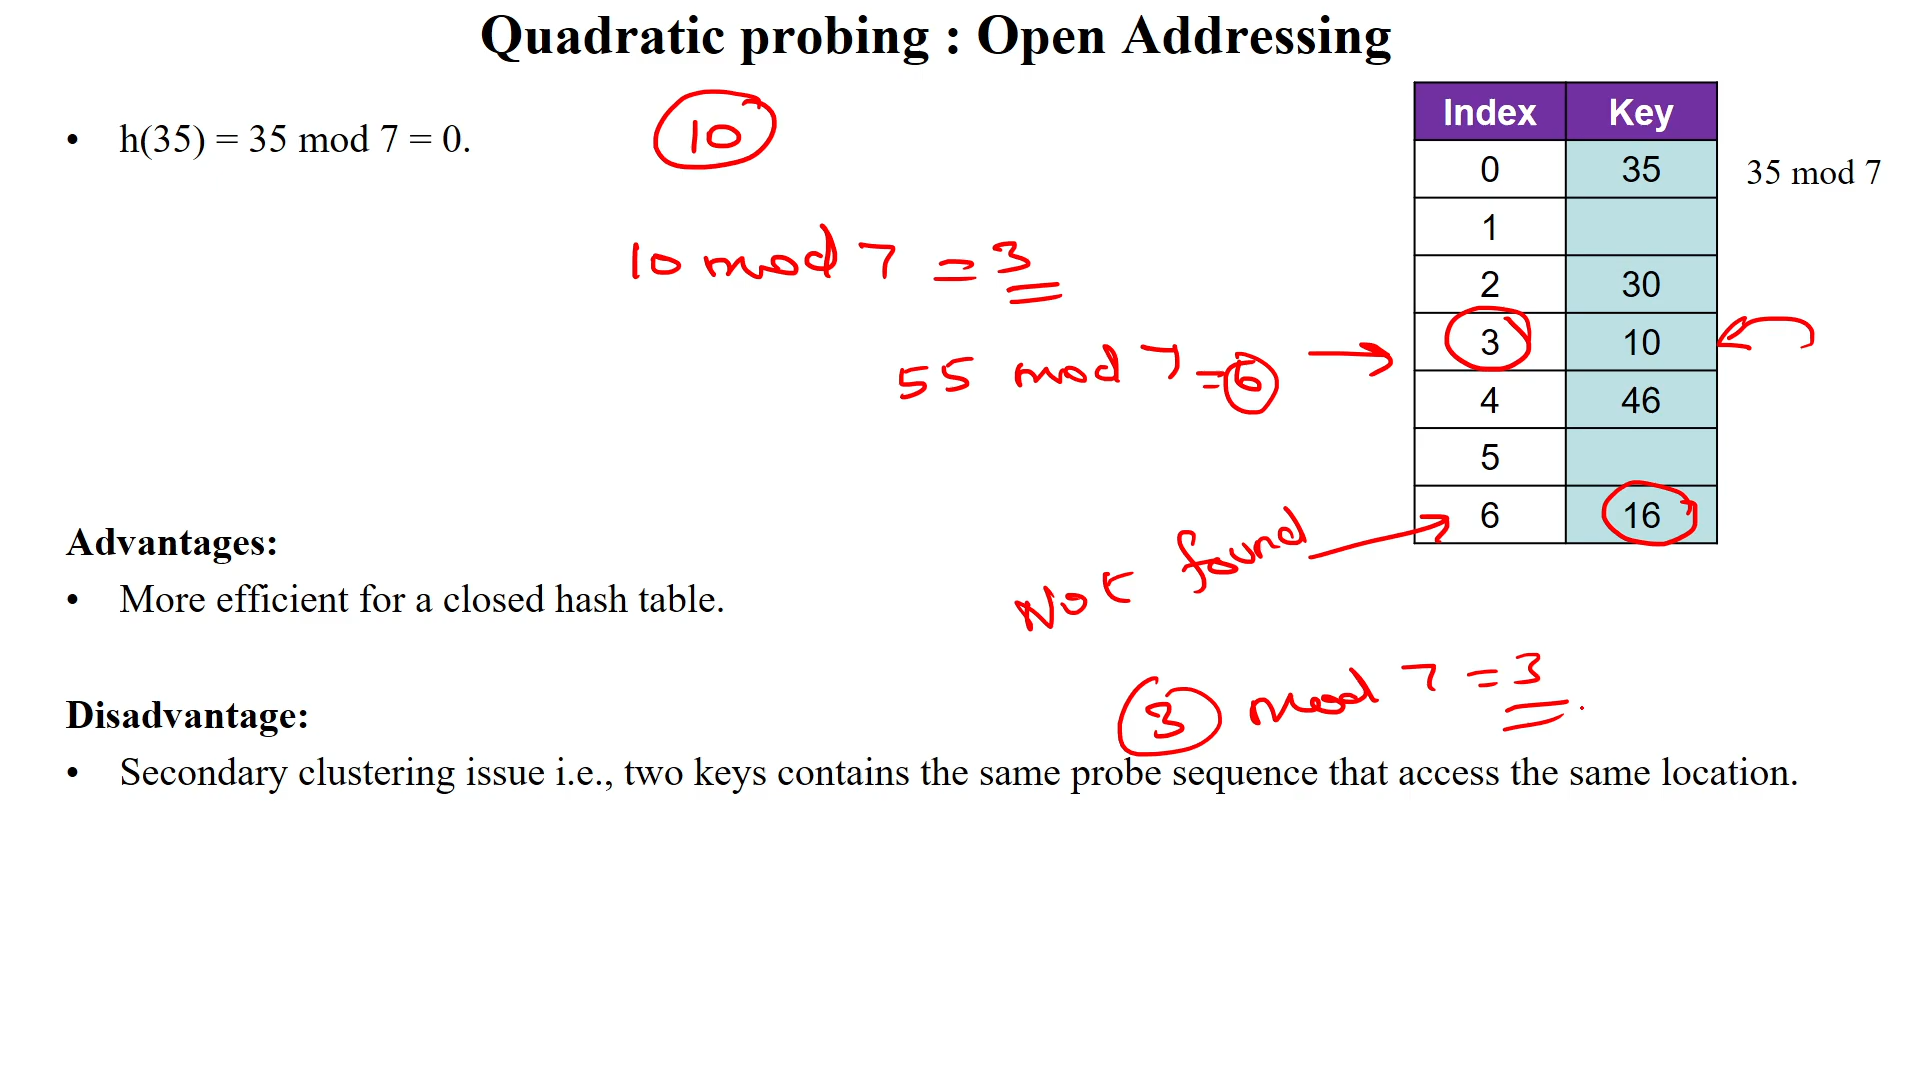 Quadratic probing : Open Addressing
• h(35) = 35 mod 7 = 0.
10
10 mod 7 = 3
55 mod 7 = 6
Index Key
0 35 35 mod 7
1
2 30
3 10
4 46
5
6 16
Not found
Advantages:
• More efficient for a closed hash table.
3 mod 7 = 3
Disadvantage:
• Secondary clustering issue i.e., two keys contains the same probe sequence that access the same location.